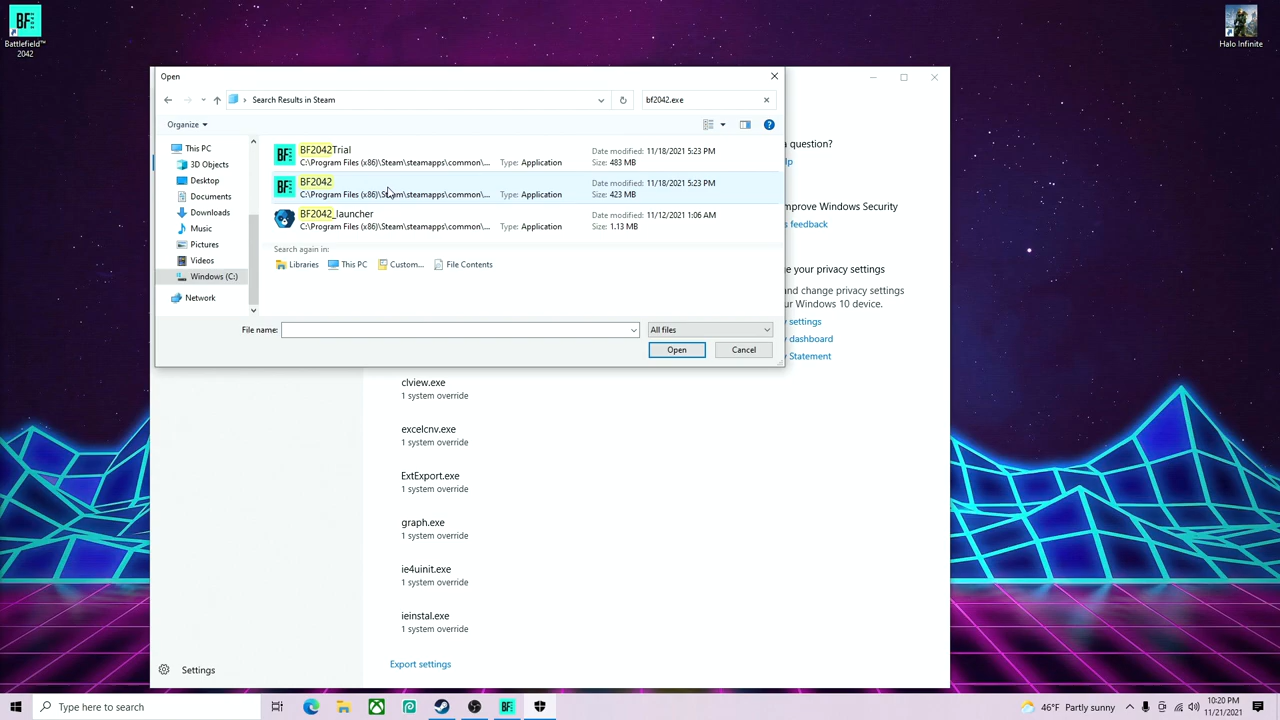 BF
Battlefield™
2042
Halo Infinite
Open
Search Results in Steam
bf2042.exe
Organize
This PC
3D Objects
Desktop
Documents
Downloads
Music
Pictures
Videos
Windows (C:)
Network
BF2042Trial
C:\Program Files (x86)\Steam\steamapps\common\...
Type: Application
Date modified: 11/18/2021 5:23 PM
Size: 483 MB
BF2042
C:\Program Files (x86)\Steam\steamapps\common\...
Type: Application
Date modified: 11/18/2021 5:23 PM
Size: 423 MB
BF2042_launcher
C:\Program Files (x86)\Steam\steamapps\common\...
Type: Application
Date modified: 11/12/2021 1:06 AM
Size: 1.13 MB
Search again in:
Libraries
This PC
Custom...
File Contents
File name:
All files
Open
Cancel
a question?
lp
mprove Windows Security
s feedback
e your privacy settings
and change privacy settings
ur Windows 10 device.
y settings
y dashboard
y Statement
clview.exe
1 system override
excelcnv.exe
1 system override
ExtExport.exe
1 system override
graph.exe
1 system override
ie4uinit.exe
1 system override
ieinstal.exe
1 system override
Export settings
Settings
Type here to search
46°F Partly sunny
10:20 PM
11/21/2021